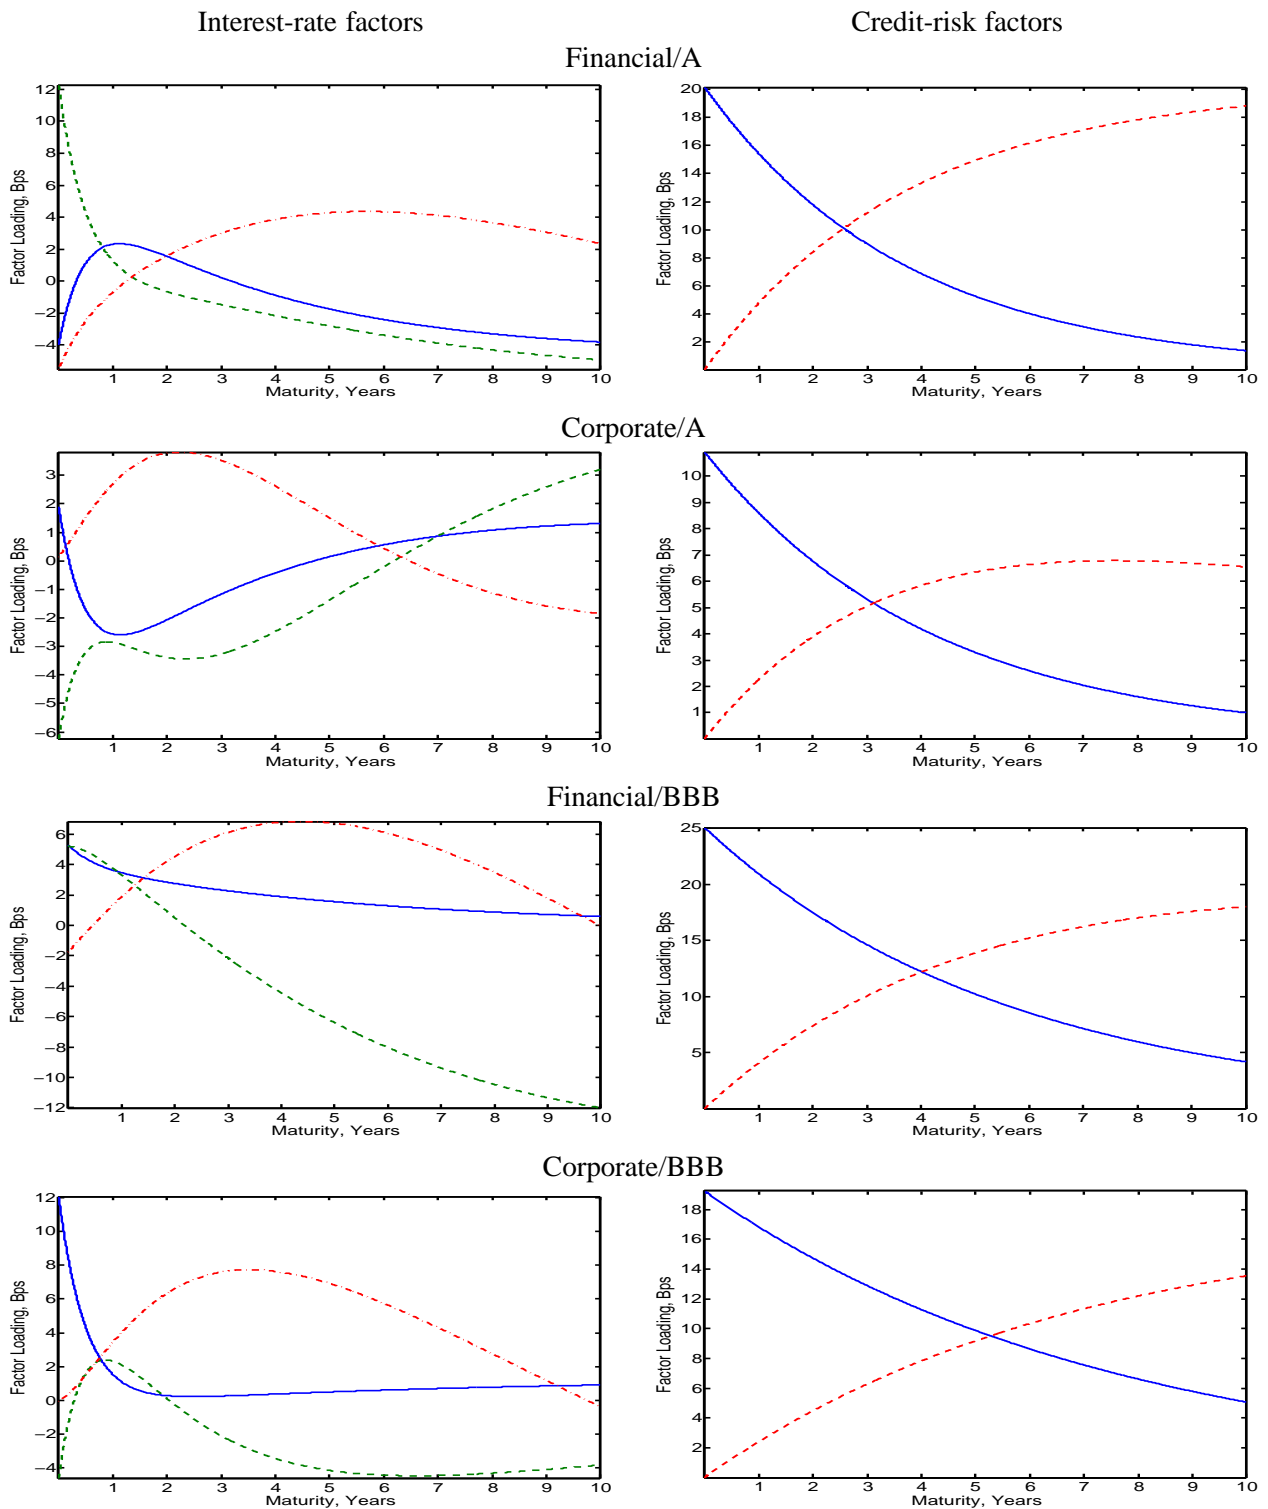 Interest-rate factors
Credit-risk factors
Financial/A
12
10
8
6
4
2
0
−2
−4
Factor Loading, Bps
1 2 3 4 5 6 7 8 9 10
Maturity, Years
20
18
16
14
12
10
8
6
4
2
Factor Loading, Bps
1 2 3 4 5 6 7 8 9 10
Maturity, Years
Corporate/A
3
2
1
0
−1
−2
−3
−4
−5
−6
Factor Loading, Bps
1 2 3 4 5 6 7 8 9 10
Maturity, Years
10
9
8
7
6
5
4
3
2
1
Factor Loading, Bps
1 2 3 4 5 6 7 8 9 10
Maturity, Years
Financial/BBB
6
4
2
0
−2
−4
−6
−8
−10
−12
Factor Loading, Bps
1 2 3 4 5 6 7 8 9 10
Maturity, Years
25
20
15
10
5
Factor Loading, Bps
1 2 3 4 5 6 7 8 9 10
Maturity, Years
Corporate/BBB
12
10
8
6
4
2
0
−2
−4
Factor Loading, Bps
1 2 3 4 5 6 7 8 9 10
Maturity, Years
18
16
14
12
10
8
6
4
2
Factor Loading, Bps
1 2 3 4 5 6 7 8 9 10
Maturity, Years